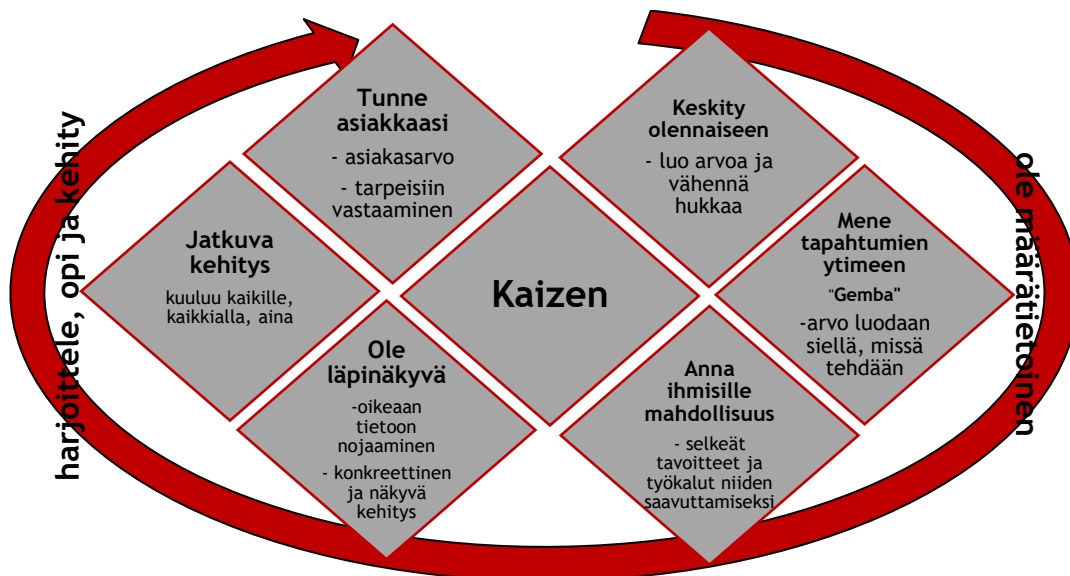 Tunne
asiakkaasi
- asiakasarvo
- tarpeisiin
vastaaminen
Keskity
olennaiseen
- luo arvoa ja
vähennä
hukkaa
Jatkuva
kehitys
kuuluu kaikille,
kaikkialla, aina
Kaizen
Mene
tapahtumien
ytimeen
"Gemba"
-arvo luodaan
siellä, missä
tehdään
Ole
läpinäkyvä
-oikeaan
tietoon
nojaaminen
- konkreettinen
ja näkyvä
kehitys
Anna
ihmisille
mahdollisuus
- selkeät
tavoitteet ja
työkalut niiden
saavuttamiseksi
harjoittele, opi ja kehity
ole määrätietoinen